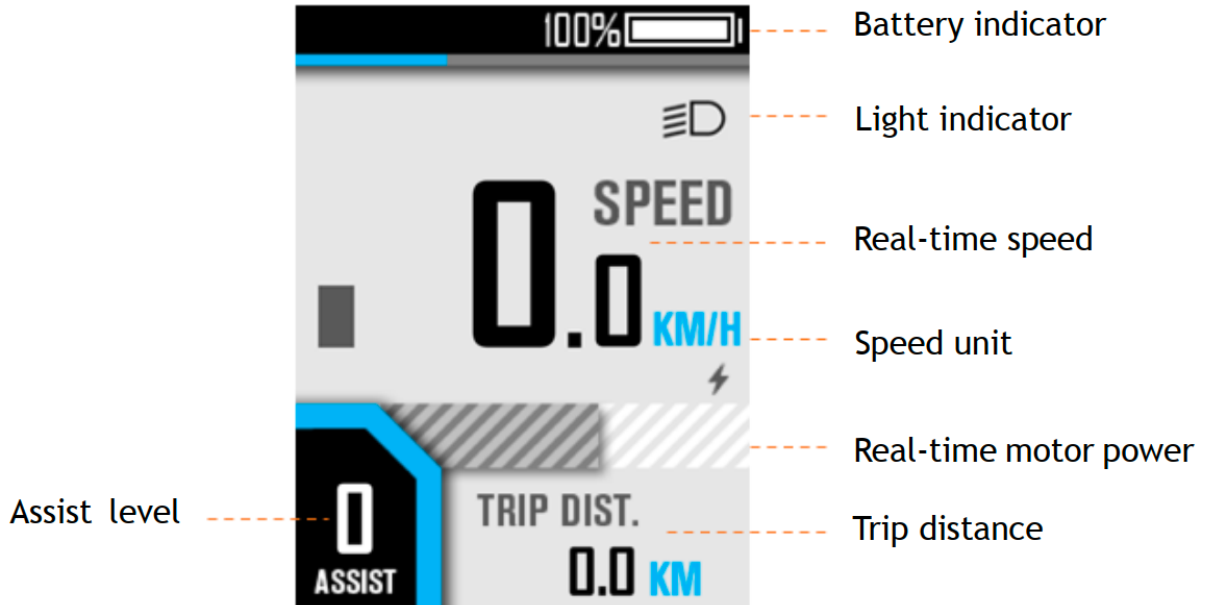 100%
Battery indicator
Light indicator
SPEED
Real-time speed
0.0 KM/H
Speed unit
Real-time motor power
Assist level
0
ASSIST
TRIP DIST.
0.0 KM
Trip distance